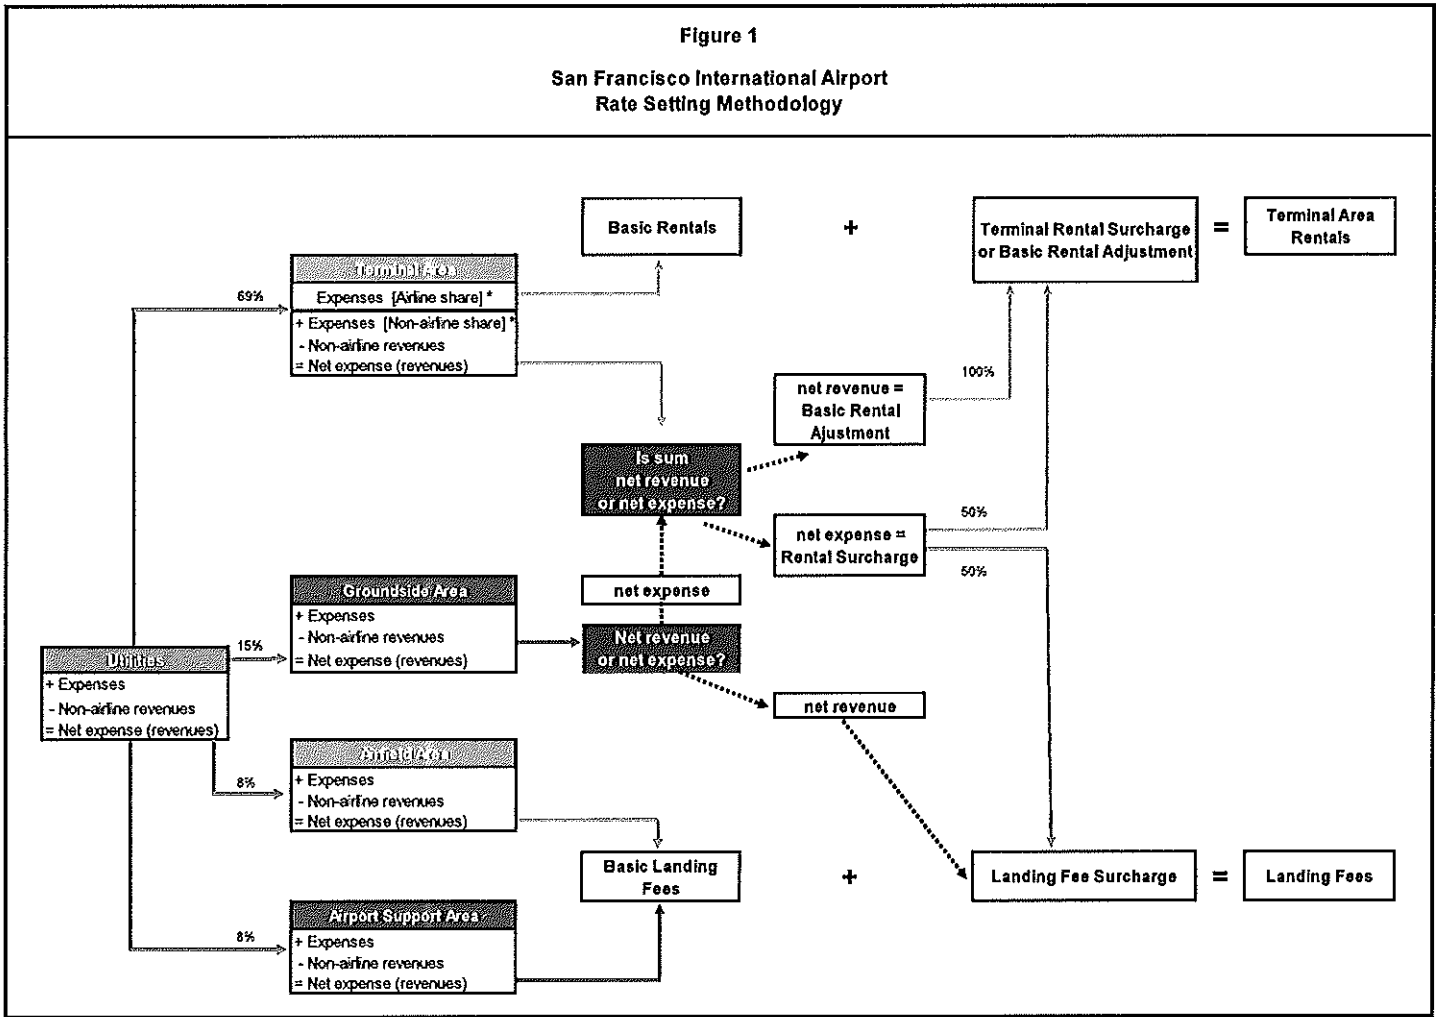 Figure 1
San Francisco International Airport
Rate Setting Methodology
Basic Rentals
+
Terminal Rental Surcharge
or Basic Rental Adjustment
=
Terminal Area
Rentals
Terminal Area
Expenses [Airline share] *
+ Expenses [Non-airline share] *
- Non-airline revenues
= Net expense (revenues)
69%
100%
net revenue =
Basic Rental
Ajustment
Is sum
net revenue
or net expense?
net expense =
Rental Surcharge
50%
50%
net expense
Groundside Area
+ Expenses
- Non-airline revenues
= Net expense (revenues)
15%
Net revenue
or net expense?
Utilities
+ Expenses
- Non-airline revenues
= Net expense (revenues)
net revenue
Airfield Area
+ Expenses
- Non-airline revenues
= Net expense (revenues)
8%
Basic Landing
Fees
+
Landing Fee Surcharge
=
Landing Fees
Airport Support Area
+ Expenses
- Non-airline revenues
= Net expense (revenues)
8%